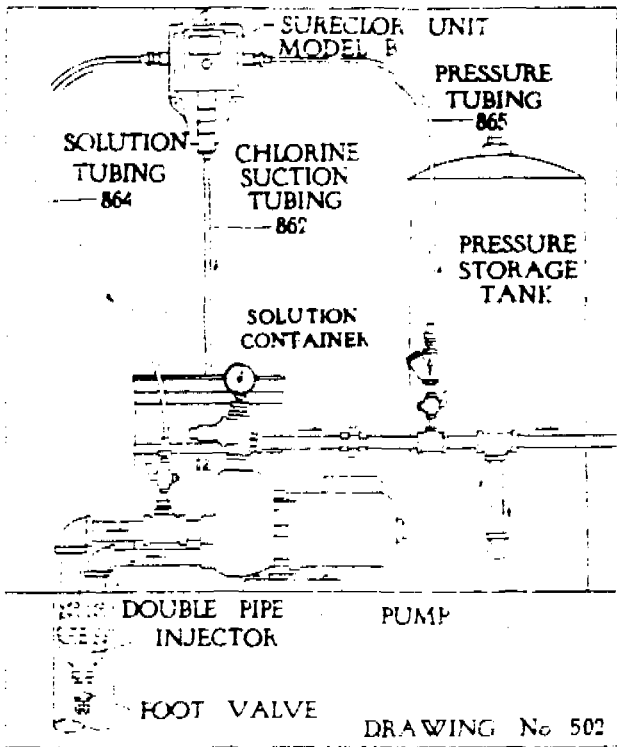 SURECLOR UNIT
MODEL B
PRESSURE
TUBING
865
SOLUTION
TUBING
864
CHLORINE
SUCTION
TUBING
862
PRESSURE
STORAGE
TANK
SOLUTION
CONTAINER
DOUBLE PIPE
INJECTOR
PUMP
FOOT VALVE
DRAWING No 502